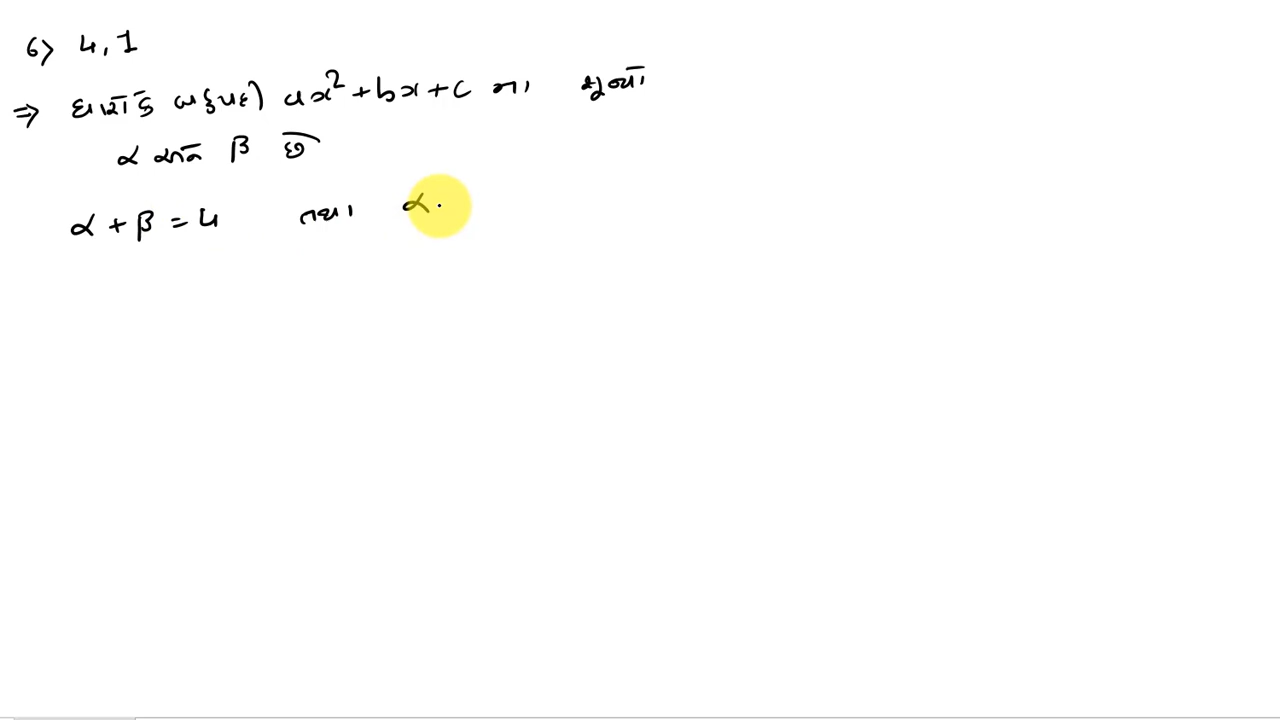 6) 4, 1
⇒ ધારોકે બહુપદી ax²+bx+c ના શૂન્યો
α અને β છે
α + β = 4 તથા α ·